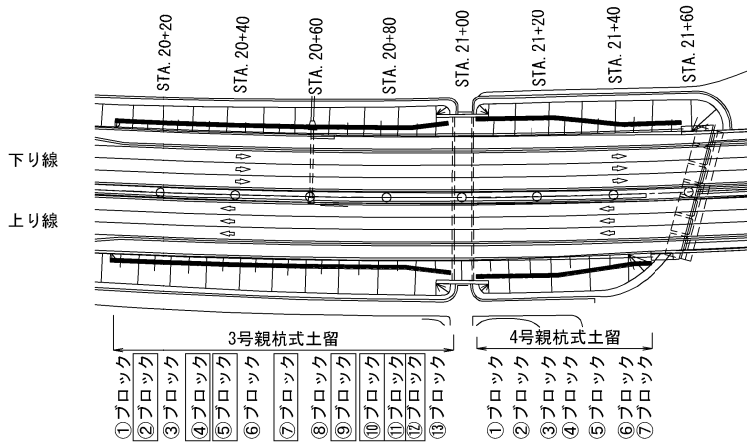 STA. 20+20
STA. 20+40
STA. 20+60
STA. 20+80
STA. 21+00
STA. 21+20
STA. 21+40
STA. 21+60
下り線
上り線
3号親杭式土留
4号親杭式土留
①ブロック
②ブロック
③ブロック
④ブロック
⑤ブロック
⑥ブロック
⑦ブロック
⑧ブロック
⑨ブロック
⑩ブロック
⑪ブロック
⑫ブロック
⑬ブロック
①ブロック
②ブロック
③ブロック
④ブロック
⑤ブロック
⑥ブロック
⑦ブロック